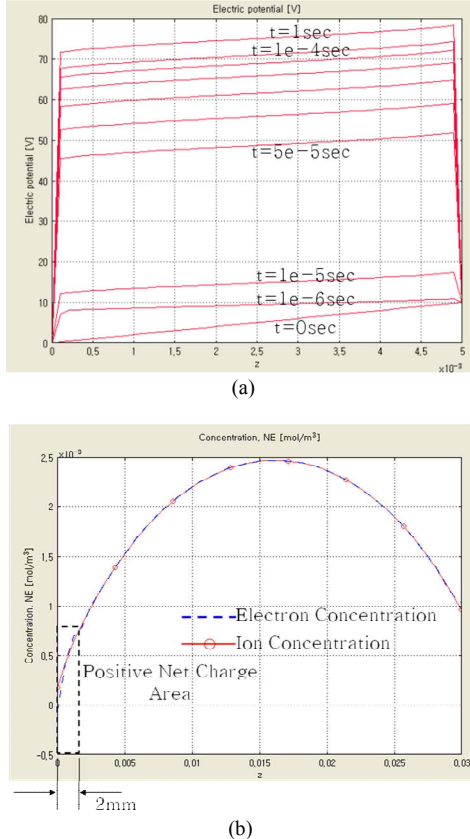 Electric potential [V]
80
70
60
50
40
30
20
10
0
Electric potential [V]
t=1sec
t=1e-4sec
t=5e-5sec
t=1e-5sec
t=1e-6sec
t=0sec
0 0,5 1 1,5 2 2,5 3 3,5 4 4,5 5
z
×10⁻³
(a)
Concentration, NE [mol/m³]
×10⁻³
2,5
2
1,5
1
0,5
0
-0,5
Concentration, NE [mol/m³]
Electron Concentration
Ion Concentration
Positive Net Charge
Area
0 0,005 0,01 0,015 0,02 0,025 0,03
z
2mm
(b)